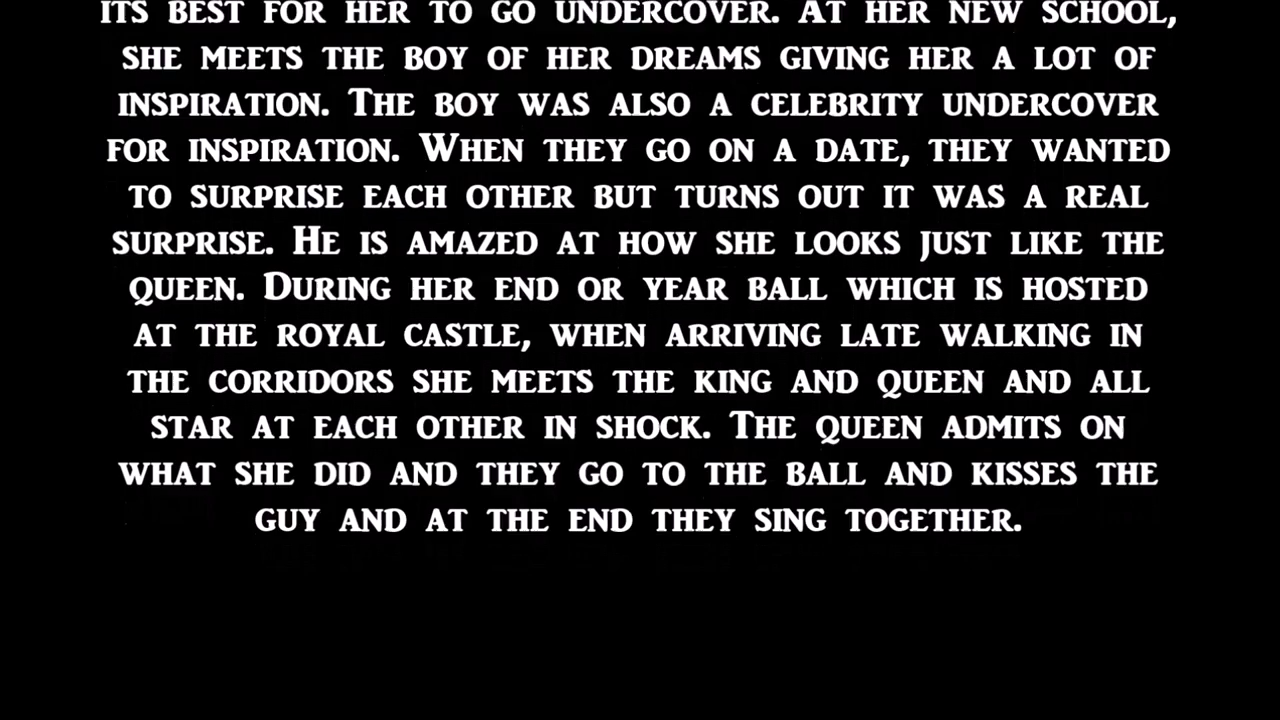 ITS BEST FOR HER TO GO UNDERCOVER. AT HER NEW SCHOOL,
SHE MEETS THE BOY OF HER DREAMS GIVING HER A LOT OF
INSPIRATION. THE BOY WAS ALSO A CELEBRITY UNDERCOVER
FOR INSPIRATION. WHEN THEY GO ON A DATE, THEY WANTED
TO SURPRISE EACH OTHER BUT TURNS OUT IT WAS A REAL
SURPRISE. HE IS AMAZED AT HOW SHE LOOKS JUST LIKE THE
QUEEN. DURING HER END OR YEAR BALL WHICH IS HOSTED
AT THE ROYAL CASTLE, WHEN ARRIVING LATE WALKING IN
THE CORRIDORS SHE MEETS THE KING AND QUEEN AND ALL
STAR AT EACH OTHER IN SHOCK. THE QUEEN ADMITS ON
WHAT SHE DID AND THEY GO TO THE BALL AND KISSES THE
GUY AND AT THE END THEY SING TOGETHER.